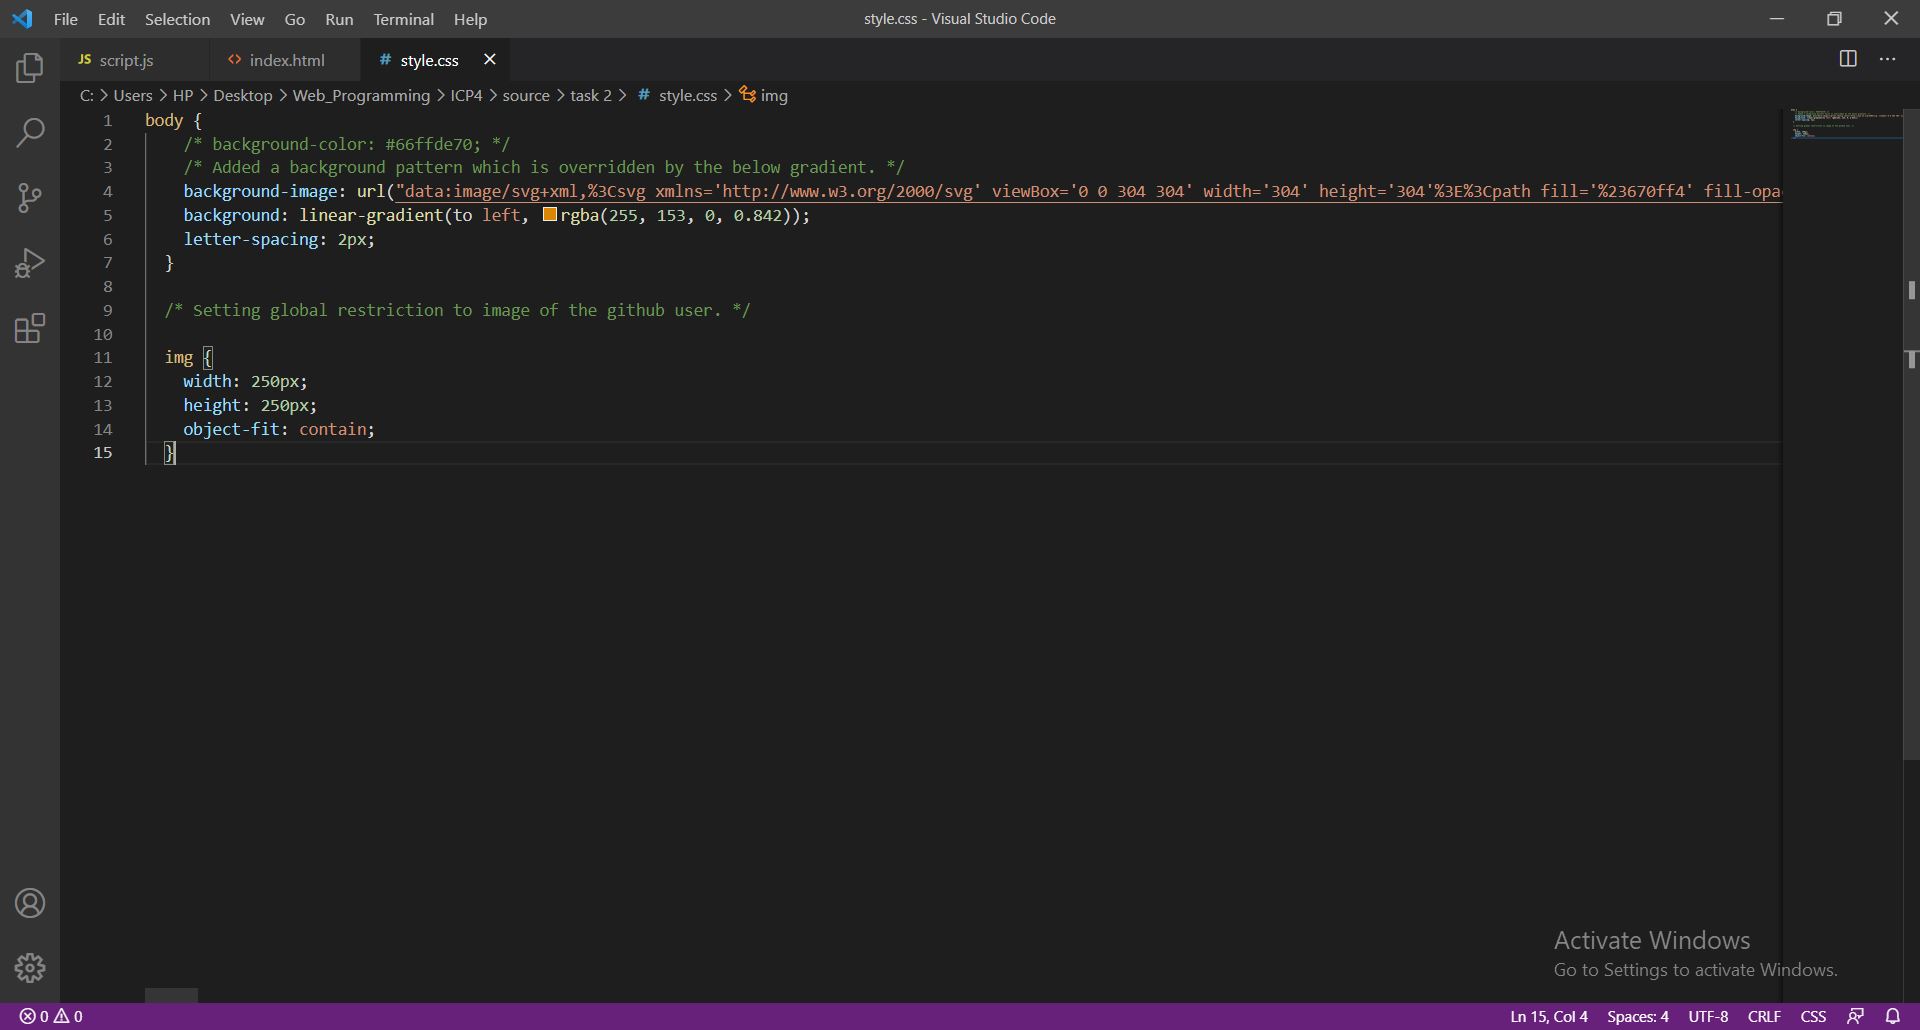 File Edit Selection View Go Run Terminal Help style.css - Visual Studio Code
JS script.js <> index.html # style.css
C: > Users > HP > Desktop > Web_Programming > ICP4 > source > task 2 > # style.css > img
1 body {
2 /* background-color: #66ffde70; */
3 /* Added a background pattern which is overridden by the below gradient. */
4 background-image: url("data:image/svg+xml,%3Csvg xmlns='http://www.w3.org/2000/svg' viewBox='0 0 304 304' width='304' height='304'%3E%3Cpath fill='%23670ff4' fill-opa
5 background: linear-gradient(to left, rgba(255, 153, 0, 0.842));
6 letter-spacing: 2px;
7 }
8
9 /* Setting global restriction to image of the github user. */
10
11 img {
12 width: 250px;
13 height: 250px;
14 object-fit: contain;
15 }
Activate Windows
Go to Settings to activate Windows.
0 0 Ln 15, Col 4 Spaces: 4 UTF-8 CRLF CSS